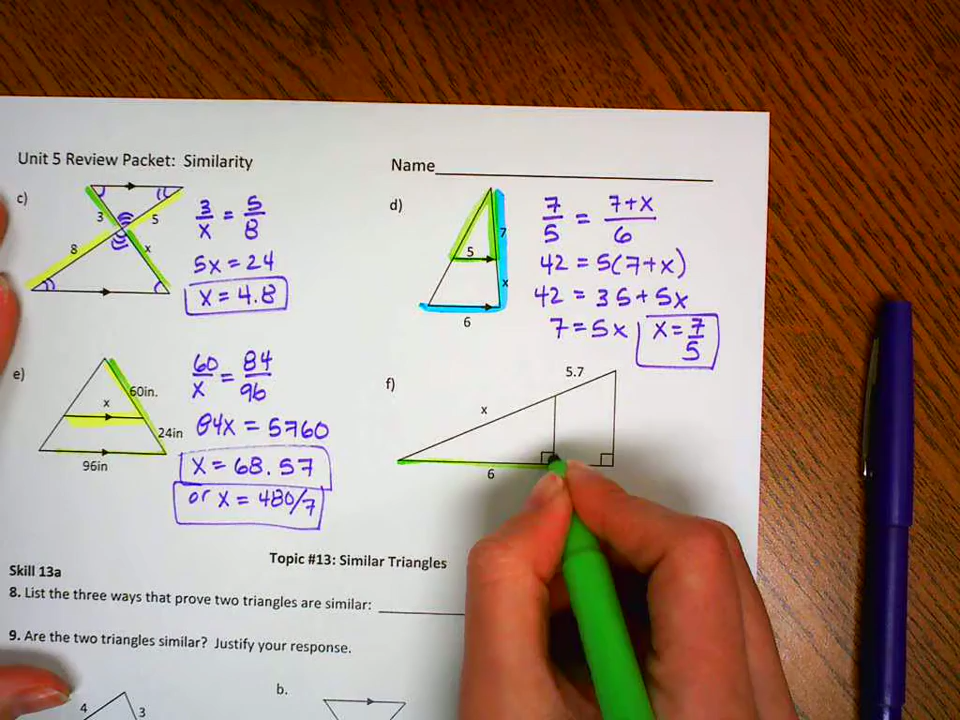 Unit 5 Review Packet: Similarity
Name
c)
3
5
8
x
3/x = 5/8
5x = 24
x = 4.8
d)
7
5
x
6
7/5 = 7+x/6
42 = 5(7+x)
42 = 35+5x
7=5x x=7/5
e)
60in.
x
24in
96in
60/x = 84/96
84x = 5760
x = 68.57
or x = 480/7
f)
5.7
x
6
Topic #13: Similar Triangles
Skill 13a
8. List the three ways that prove two triangles are similar:
9. Are the two triangles similar? Justify your response.
b.
4
3